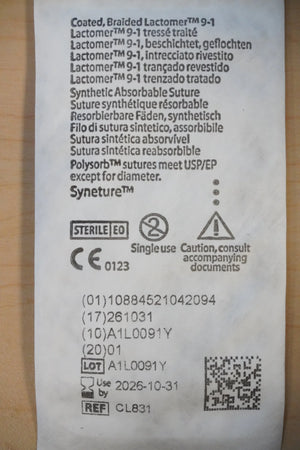 Coated, Braided Lactomer™ 9-1
Lactomer™ 9-1 tressé traité
Lactomer™ 9-1, beschichtet, geflochten
Lactomer™ 9-1, intrecciato rivestito
Lactomer™ 9-1 trançado revestido
Lactomer™ 9-1 trenzado tratado
Synthetic Absorbable Suture
Suture synthétique résorbable
Resorbierbare Fäden, synthetisch
Filo di sutura sintetico, assorbibile
Sutura sintética absorvível
Sutura sintética reabsorbible
Polysorb™ sutures meet USP/EP
except for diameter.
Syneture™
STERILE EO
2
Single use
Caution, consult
accompanying
documents
CE 0123
(01)10884521042094
(17)261031
(10)A1L0091Y
(20)01
LOT A1L0091Y
Use by 2026-10-31
REF CL831